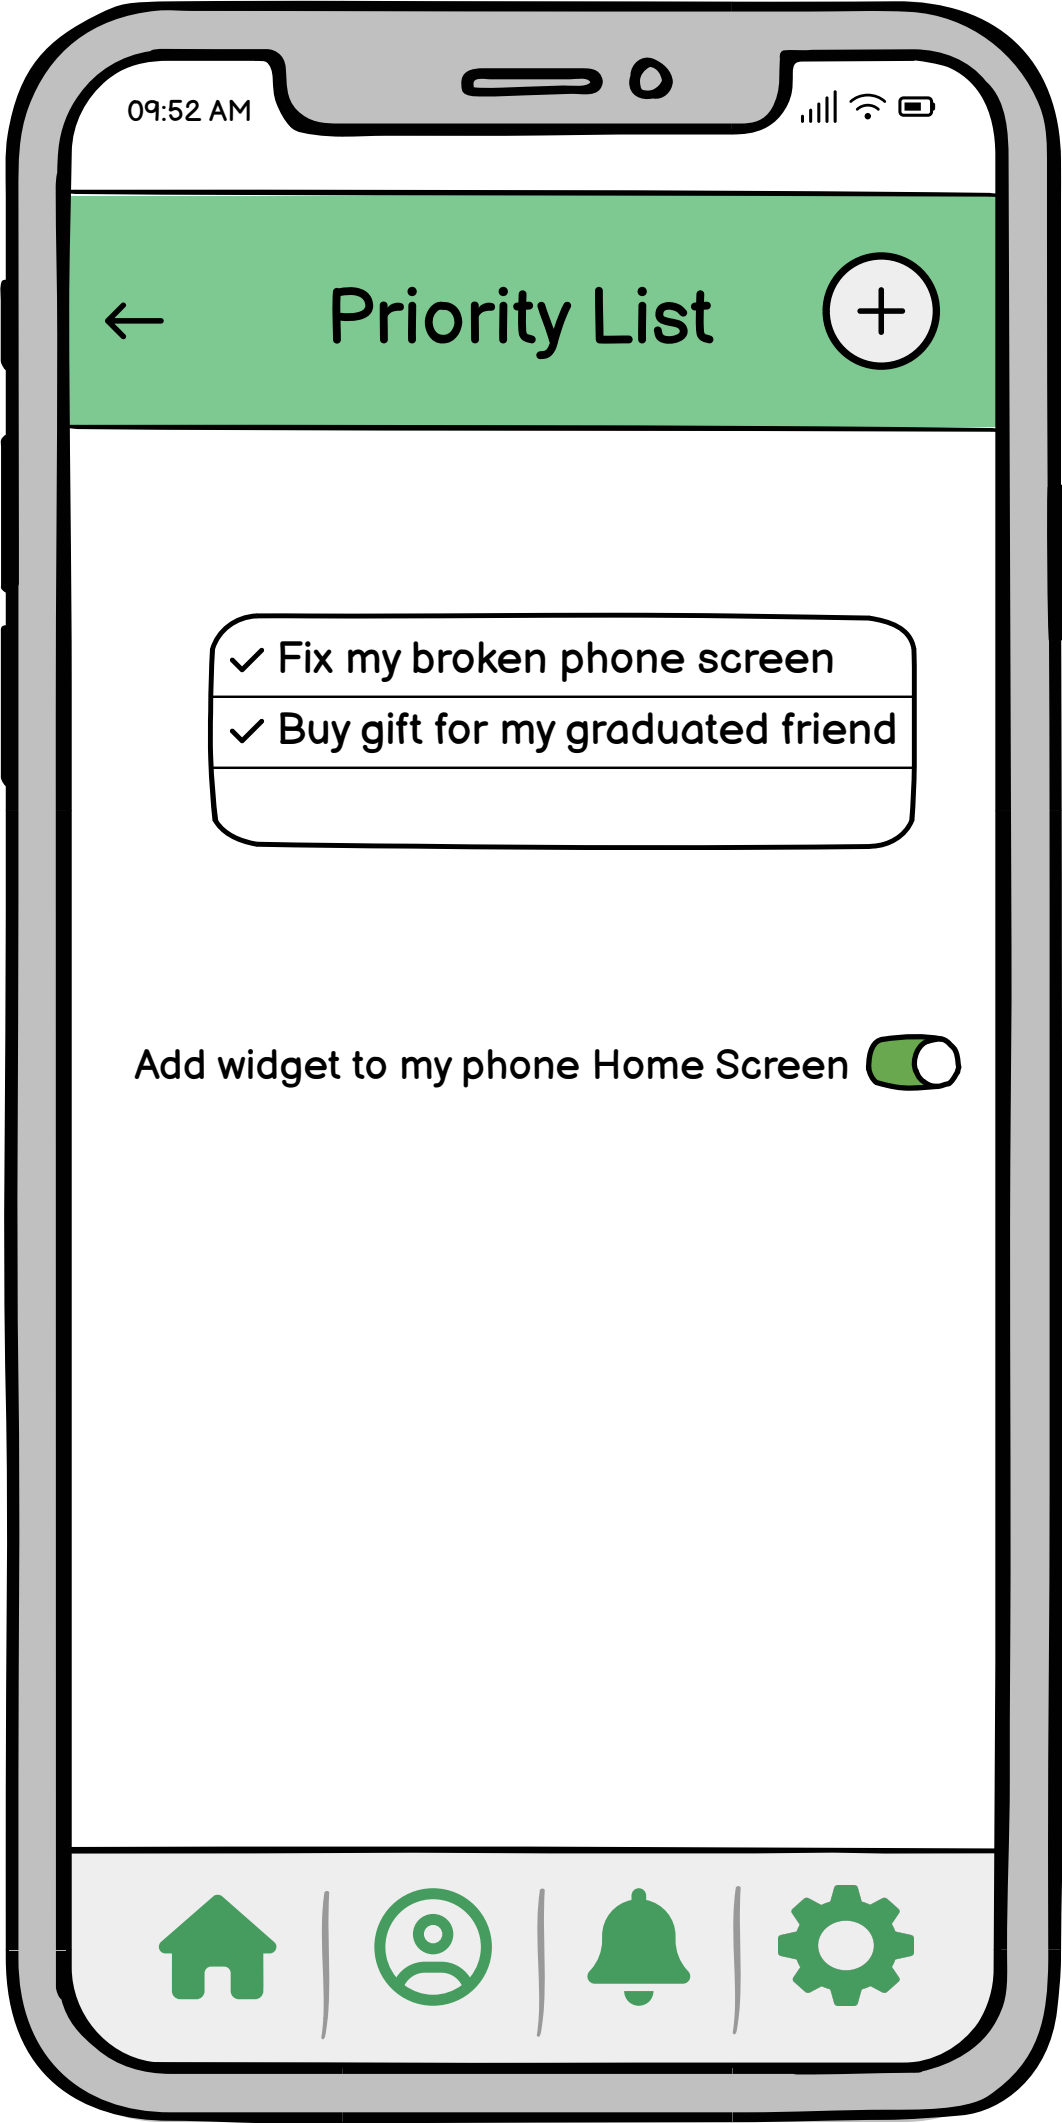 09:52 AM
Priority List
Fix my broken phone screen
Buy gift for my graduated friend
Add widget to my phone Home Screen